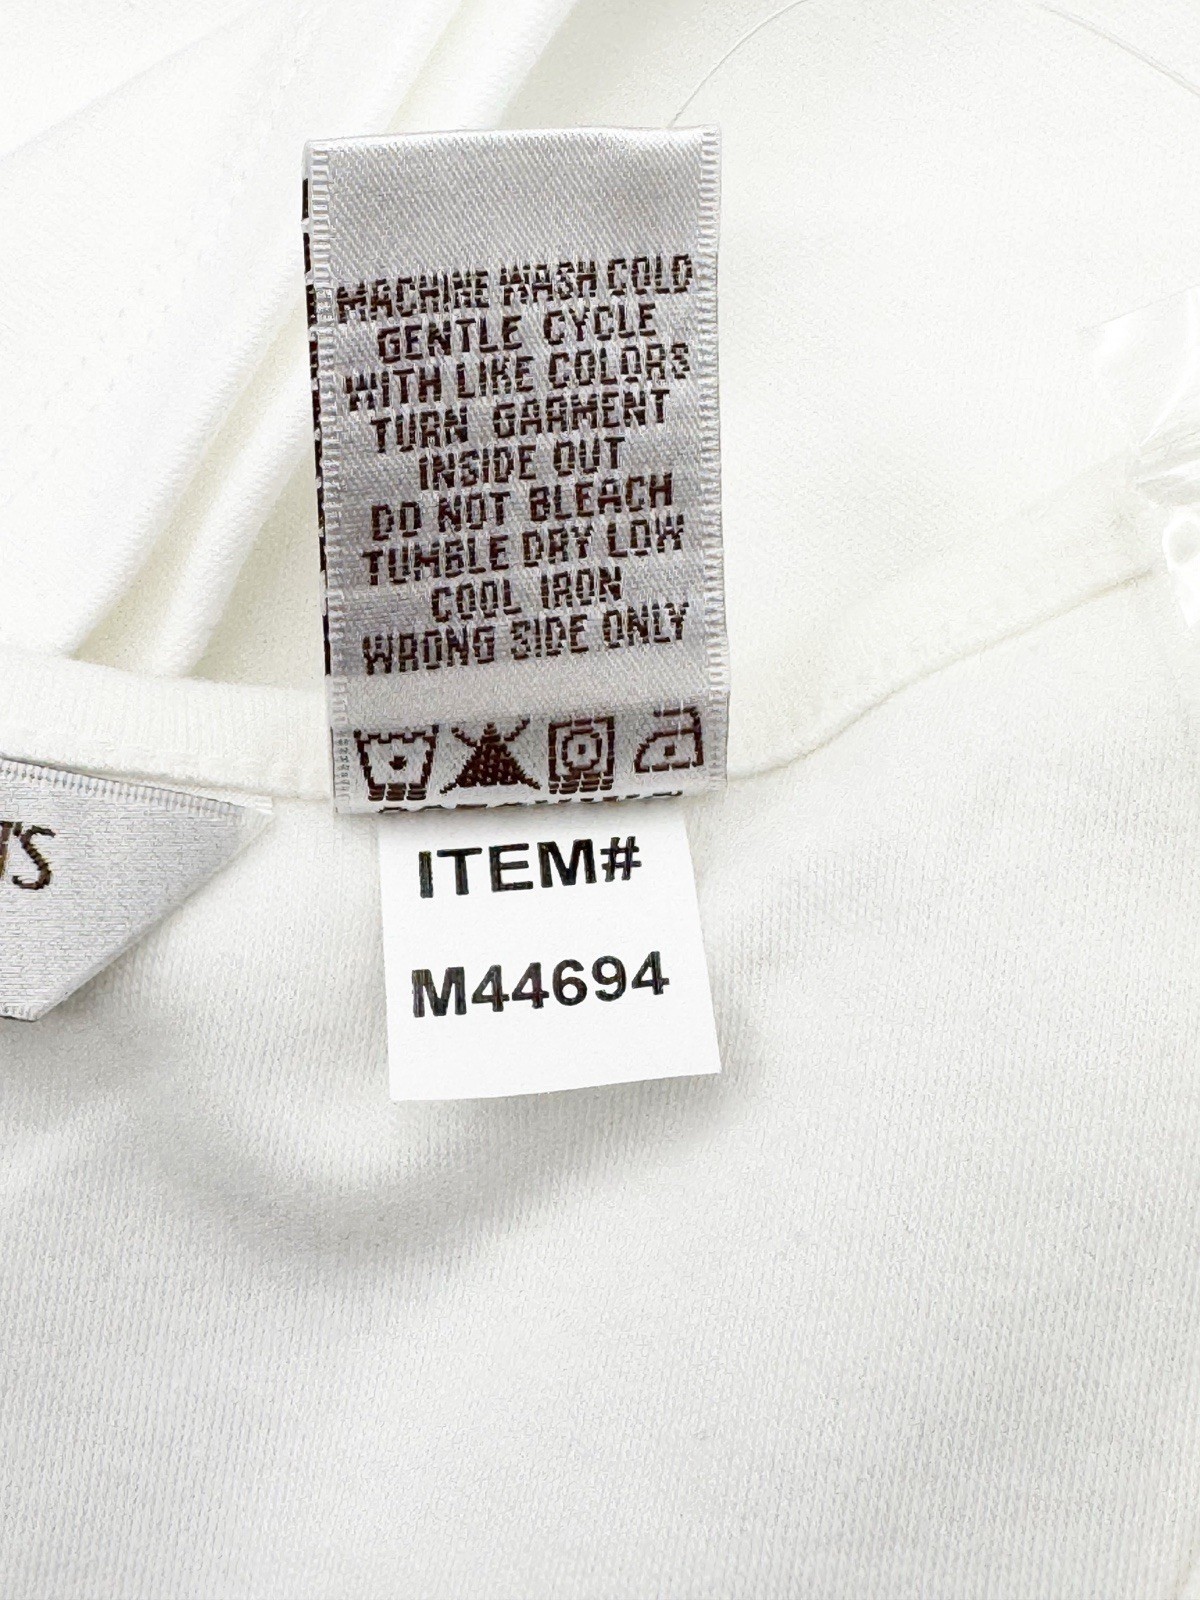 MACHINE WASH COLD
GENTLE CYCLE
WITH LIKE COLORS
TURN GARMENT
INSIDE OUT
DO NOT BLEACH
TUMBLE DRY LOW
COOL IRON
WRONG SIDE ONLY
ITEM#
M44694